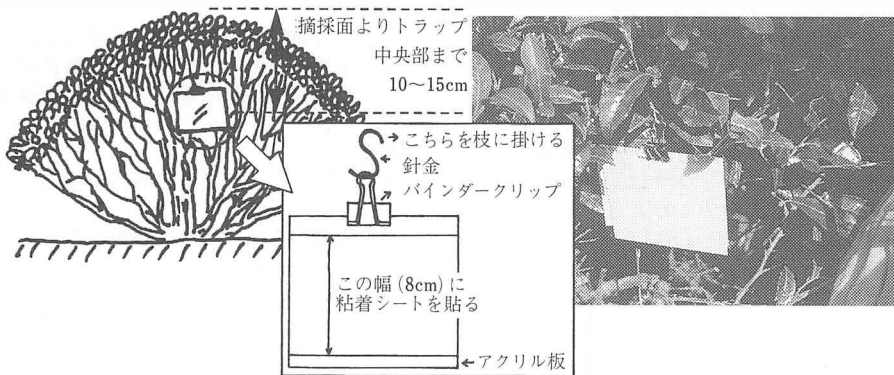 摘採面よりトラップ
中央部まで
10～15cm
こちらを枝に掛ける
針金
バインダークリップ
この幅(8cm)に
粘着シートを貼る
アクリル板